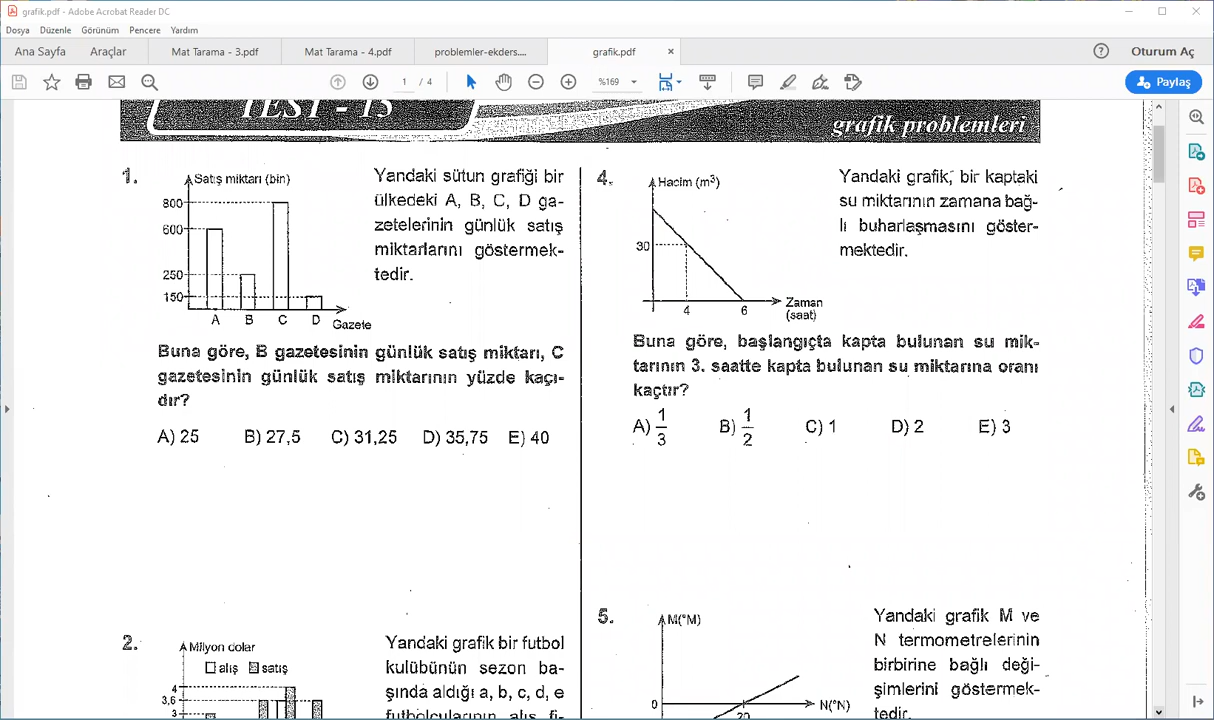 grafik.pdf - Adobe Acrobat Reader DC
Dosya Düzenle Görünüm Pencere Yardım
Ana Sayfa Araçlar Mat Tarama - 3.pdf Mat Tarama - 4.pdf problemler-ekders.... grafik.pdf × ? Oturum Aç
1 / 4 %169 Paylaş
TEST - 15
grafik problemleri
1.
Satış miktarı (bin)
800
600
250
150
A B C D Gazete
Yandaki sütun grafiği bir
ülkedeki A, B, C, D ga-
zetelerinin günlük satış
miktarlarını göstermek-
tedir.
Buna göre, B gazetesinin günlük satış miktarı, C
gazetesinin günlük satış miktarının yüzde kaçı-
dır?
A) 25 B) 27,5 C) 31,25 D) 35,75 E) 40
2.
Milyon dolar
alış satış
4
3,6
3
Yandaki grafik bir futbol
kulübünün sezon ba-
şında aldığı a, b, c, d, e
futbolcularının alış fi-
4.
Hacim (m³)
30
4 6
Zaman
(saat)
Yandaki grafik, bir kaptaki
su miktarının zamana bağ-
lı buharlaşmasını göster-
mektedir.
Buna göre, başlangıçta kapta bulunan su mik-
tarının 3. saatte kapta bulunan su miktarına oranı
kaçtır?
A) 1/3 B) 1/2 C) 1 D) 2 E) 3
5.
M(°M)
0
20
N(°N)
Yandaki grafik M ve
N termometrelerinin
birbirine bağlı deği-
şimlerini göstermek-
tedir.